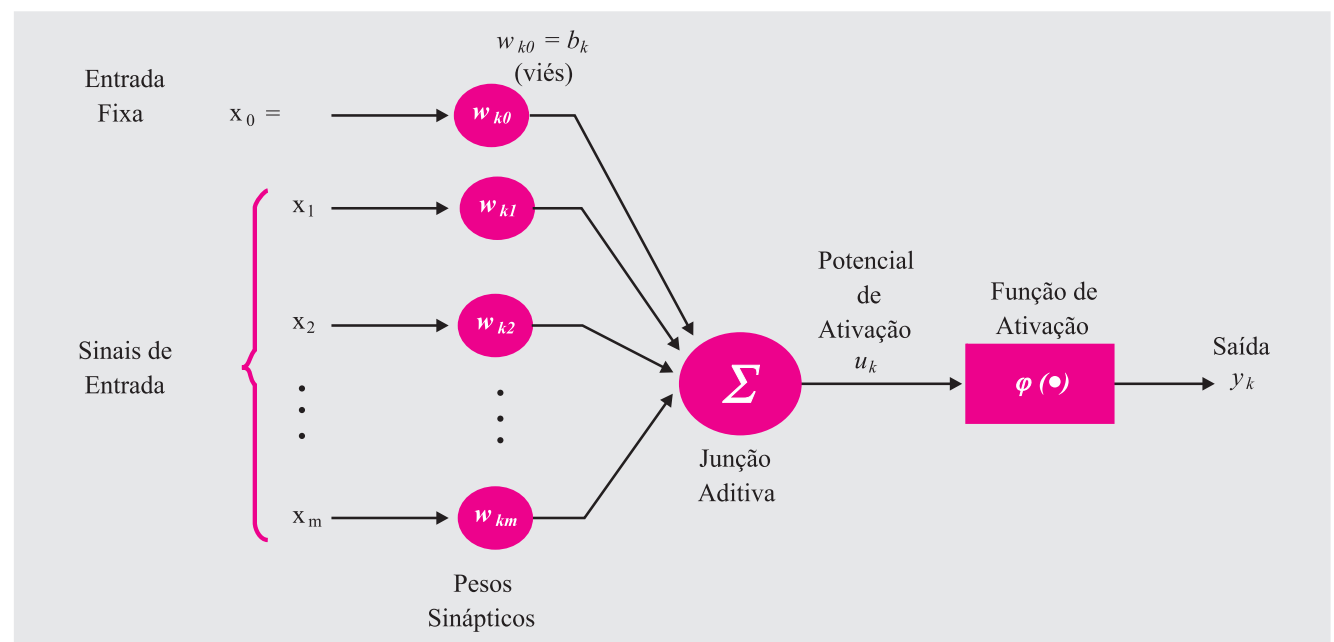 w k0 = b k
(viés)
Entrada
Fixa
x 0 =
w k0
Sinais de
Entrada
x 1
w k1
x 2
w k2
x m
w km
Pesos
Sinápticos
Σ
Junção
Aditiva
Potencial
de
Ativação
u k
Função de
Ativação
φ (•)
Saída
y k